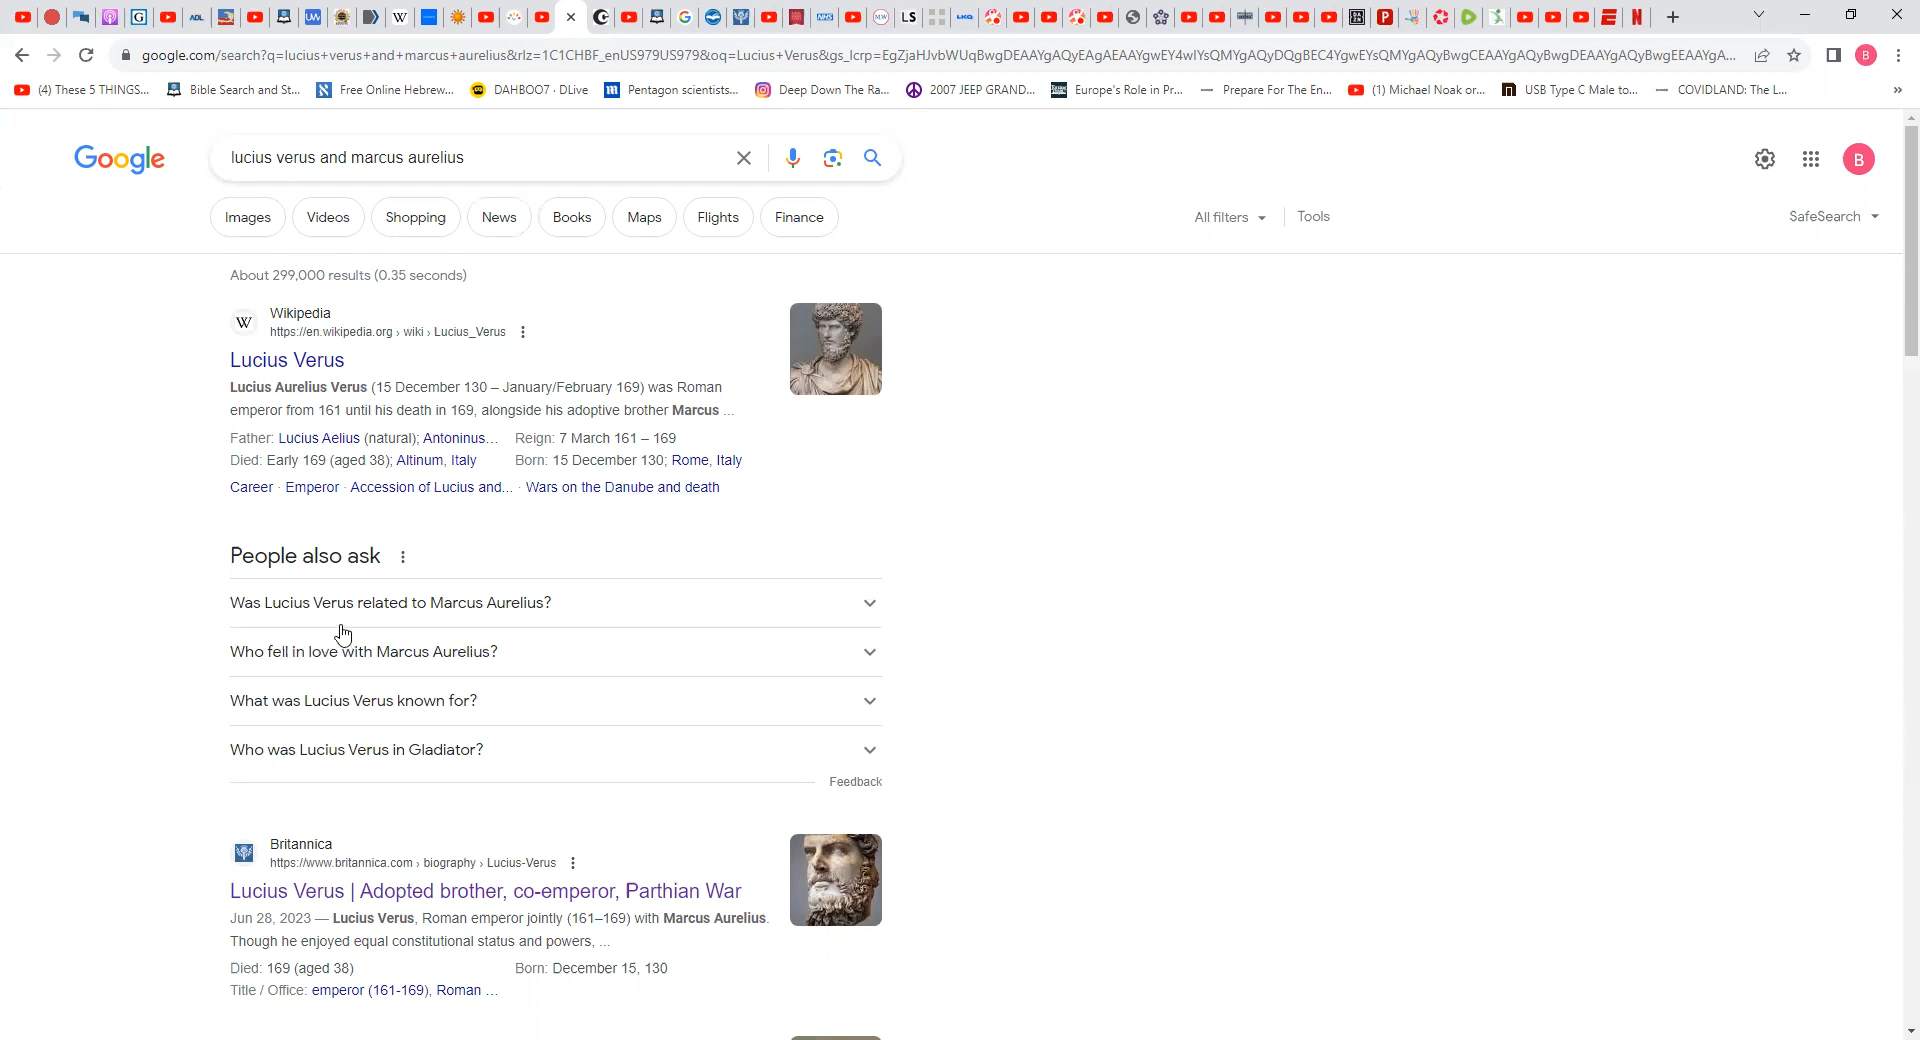 google.com/search?q=lucius+verus+and+marcus+aurelius&rlz=1C1CHBF_enUS979US979&oq=Lucius+Verus&gs_lcrp=EgZjaHJvbWUqBwgDEAAYgAQyEAgAEAAYgwEY4wIYsQMYgAQyDQgBEC4YgwEYsQMYgAQyBwgCEAAYgAQyBwgDEAAYgAQyBwgEEAAYgA...
(4) These 5 THINGS... Bible Search and St... Free Online Hebrew... DAHBOO7 · DLive Pentagon scientists... Deep Down The Ra... 2007 JEEP GRAND... Europe's Role in Pr... Prepare For The En... (1) Michael Noak or... USB Type C Male to... COVIDLAND: The L... »
Google lucius verus and marcus aurelius B
Images Videos Shopping News Books Maps Flights Finance All filters Tools SafeSearch
About 299,000 results (0.35 seconds)
W Wikipedia
https://en.wikipedia.org › wiki › Lucius_Verus
Lucius Verus
Lucius Aurelius Verus (15 December 130 – January/February 169) was Roman
emperor from 161 until his death in 169, alongside his adoptive brother Marcus ...
Father: Lucius Aelius (natural); Antoninus... Reign: 7 March 161 – 169
Died: Early 169 (aged 38); Altinum, Italy Born: 15 December 130; Rome, Italy
Career · Emperor · Accession of Lucius and... · Wars on the Danube and death
People also ask
Was Lucius Verus related to Marcus Aurelius?
Who fell in love with Marcus Aurelius?
What was Lucius Verus known for?
Who was Lucius Verus in Gladiator?
Feedback
Britannica
https://www.britannica.com › biography › Lucius-Verus
Lucius Verus | Adopted brother, co-emperor, Parthian War
Jun 28, 2023 — Lucius Verus, Roman emperor jointly (161–169) with Marcus Aurelius.
Though he enjoyed equal constitutional status and powers, ...
Died: 169 (aged 38) Born: December 15, 130
Title / Office: emperor (161-169), Roman ...